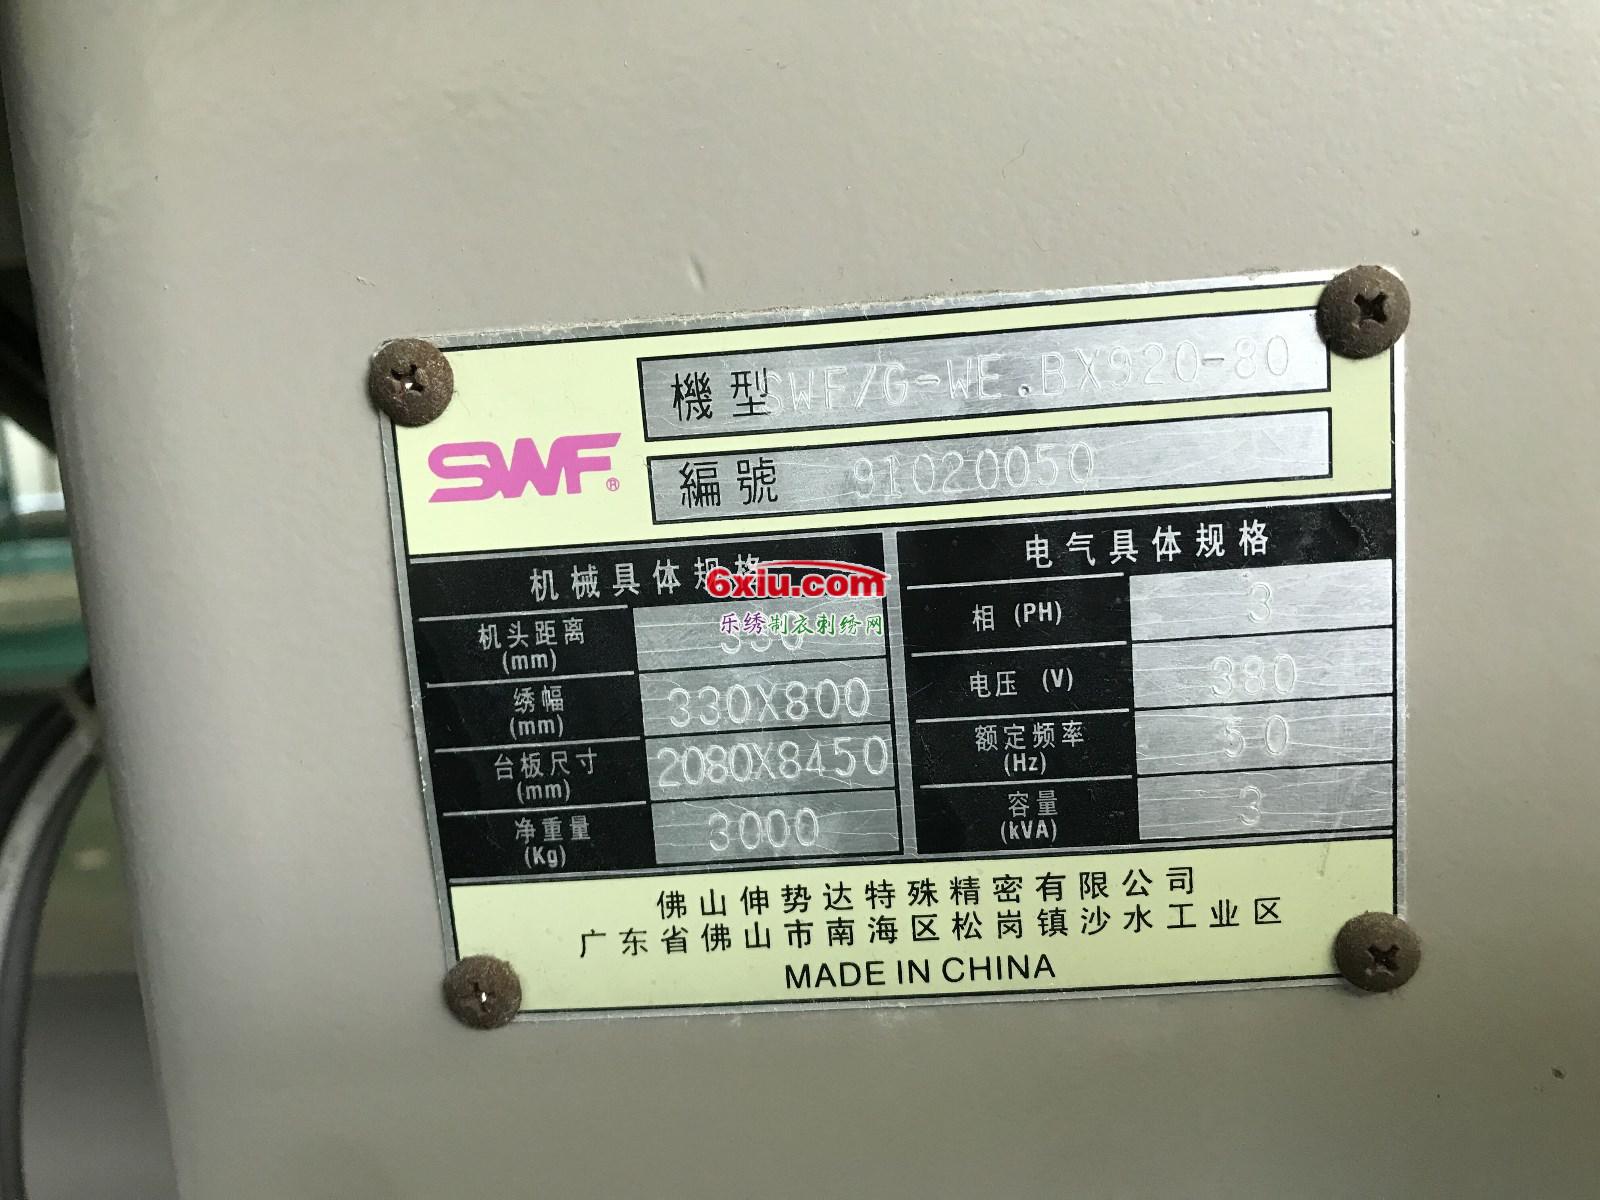 SWF®
機型 SWF/G-WE.BX920-80
編號 91020050
机械具体规格
6xiu.com
乐绣制衣刺绣网
机头距离
(mm)
330
绣幅
(mm)
330X800
台板尺寸
(mm)
2080X8450
净重量
(Kg)
3000
电气具体规格
相 (PH) 3
电压 (V) 380
额定频率
(Hz)
50
容量
(kVA)
3
佛山伸势达特殊精密有限公司
广东省佛山市南海区松岗镇沙水工业区
MADE IN CHINA